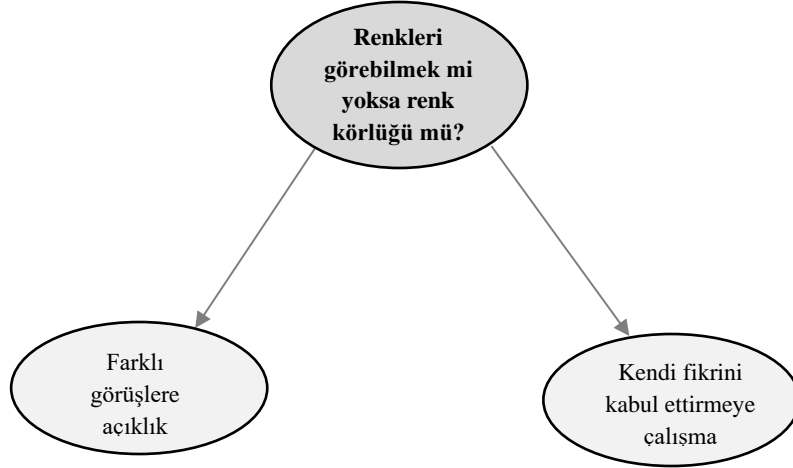 Renkleri
görebilmek mi
yoksa renk
körlüğü mü?
Farklı
görüşlere
açıklık
Kendi fikrini
kabul ettirmeye
çalışma